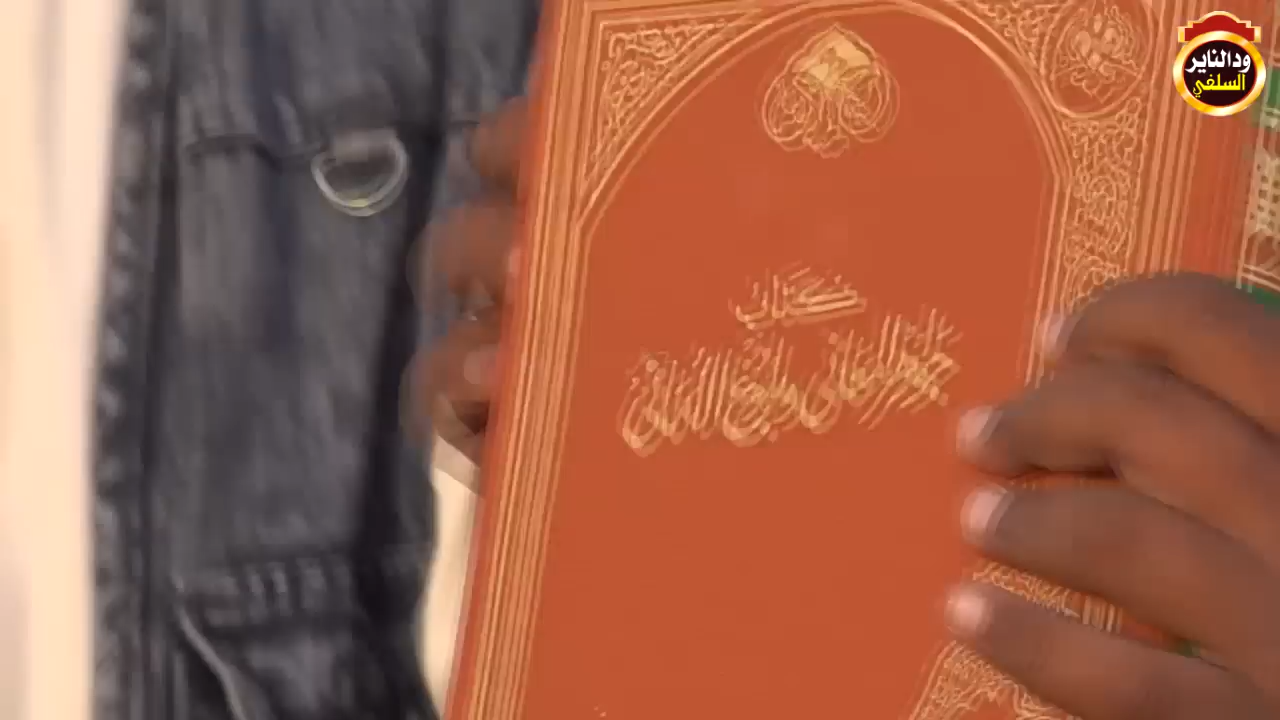 ودالناير
السلفي
كتاب
جواهر المعاني وبلوغ الأماني